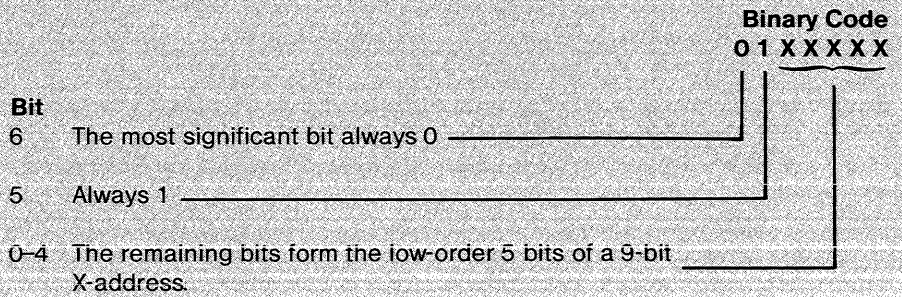 Binary Code
0 1 X X X X X
Bit
6 The most significant bit always 0
5 Always 1
0–4 The remaining bits form the low-order 5 bits of a 9-bit
X-address.